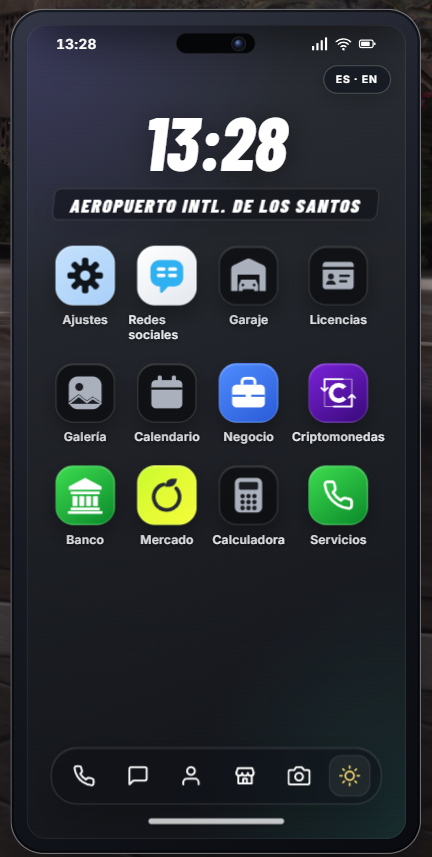 13:28
ES · EN
13:28
AEROPUERTO INTL. DE LOS SANTOS
Ajustes
Redes
sociales
Garaje
Licencias
Galería
Calendario
Negocio
Criptomonedas
Banco
Mercado
Calculadora
Servicios